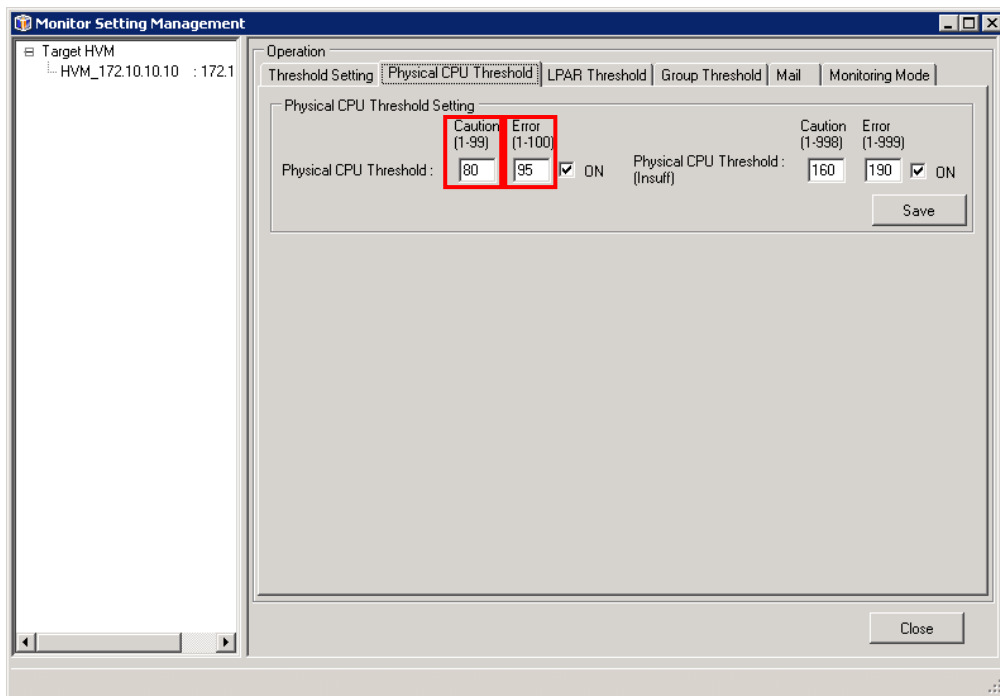 Monitor Setting Management
Target HVM
HVM_172.10.10.10 : 172.1
Operation
Threshold Setting Physical CPU Threshold LPAR Threshold Group Threshold Mail Monitoring Mode
Physical CPU Threshold Setting
Caution Error Caution Error
(1-99) (1-100) (1-998) (1-999)
Physical CPU Threshold : 80 95 ON Physical CPU Threshold : 160 190 ON
(Insuff)
Save
Close